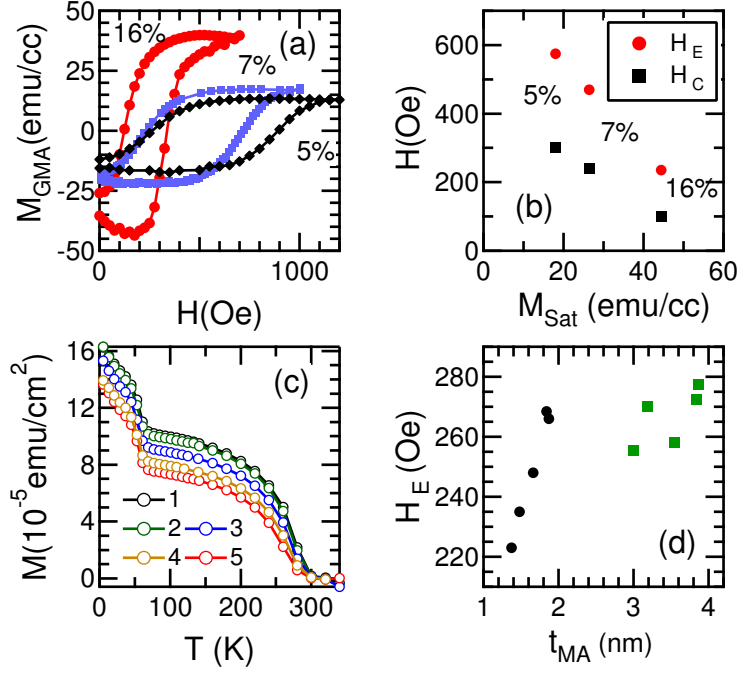 50
25
0
-25
-50
M_GMA(emu/cc)
16%
(a)
7%
5%
0
1000
H(Oe)
600
400
200
0
H(Oe)
H_E
H_C
5%
7%
16%
(b)
0
20
40
60
M_Sat (emu/cc)
16
12
8
4
0
M(10^-5 emu/cm^2)
(c)
1
2 3
4 5
0
100
200
300
T (K)
280
260
240
220
H_E (Oe)
(d)
1
2
3
4
t_MA (nm)